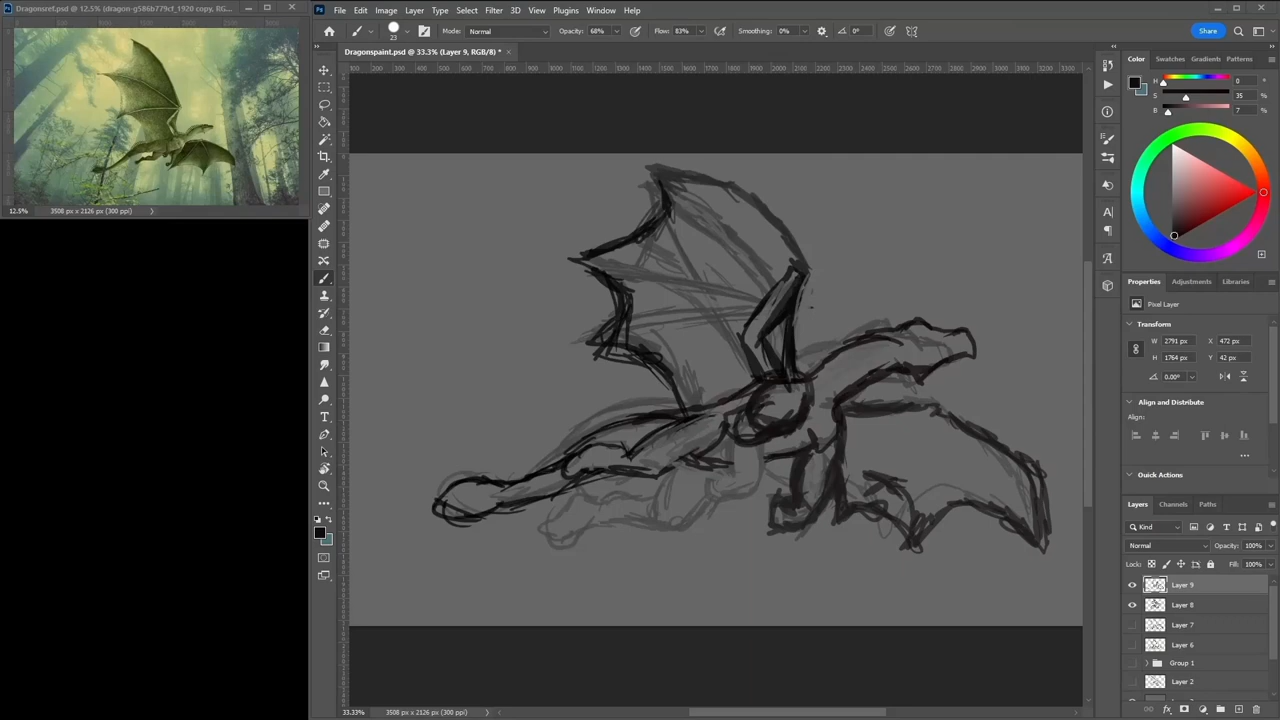 Dragonsref.psd @ 12.5% (dragon-g586b779cf_1920 copy, RG...
12.5% 3508 px x 2126 px (300 ppi)
File Edit Image Layer Type Select Filter 3D View Plugins Window Help
23 Mode: Normal Opacity: 68% Flow: 83% Smoothing: 0% 0° Share
Dragonspaint.psd @ 33.3% (Layer 9, RGB/8) *
33.33% 3508 px x 2126 px (300 ppi)
Color Swatches Gradients Patterns
H 0 °
S 35 %
B 7 %
Properties Adjustments Libraries
Pixel Layer
Transform
W 2791 px X 472 px
H 1764 px Y 42 px
0.00°
Align and Distribute
Align:
Quick Actions
Layers Channels Paths
Kind
Normal Opacity: 100%
Lock: Fill: 100%
Layer 9
Layer 8
Layer 7
Layer 6
Group 1
Layer 2